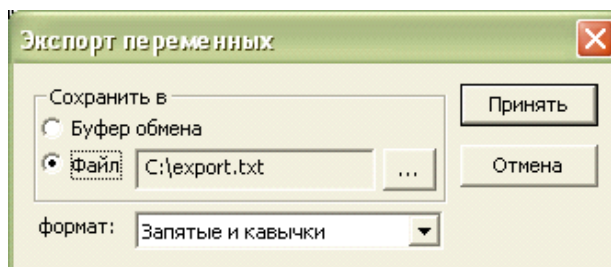 Экспорт переменных
Сохранить в
Буфер обмена
Принять
Файл C:\export.txt ...
Отмена
формат: Запятые и кавычки